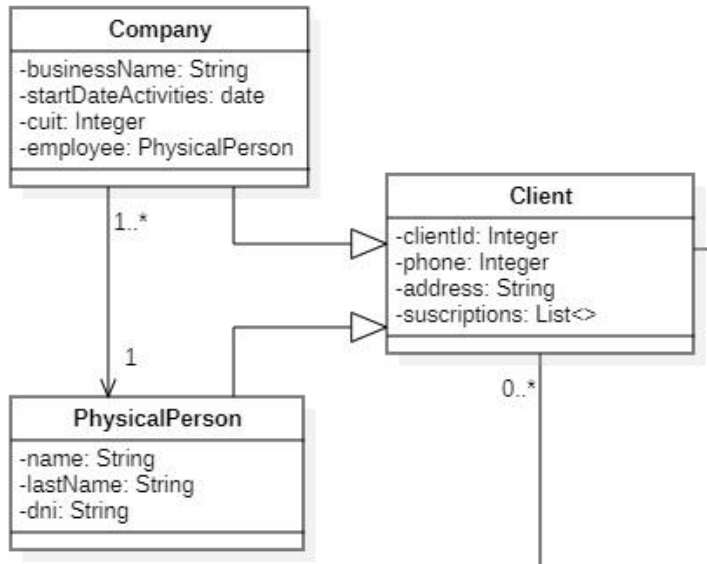 Company
-businessName: String
-startDateActivities: date
-cuit: Integer
-employee: PhysicalPerson
1..*
Client
-clientId: Integer
-phone: Integer
-address: String
-suscriptions: List<>
1
0..*
PhysicalPerson
-name: String
-lastName: String
-dni: String